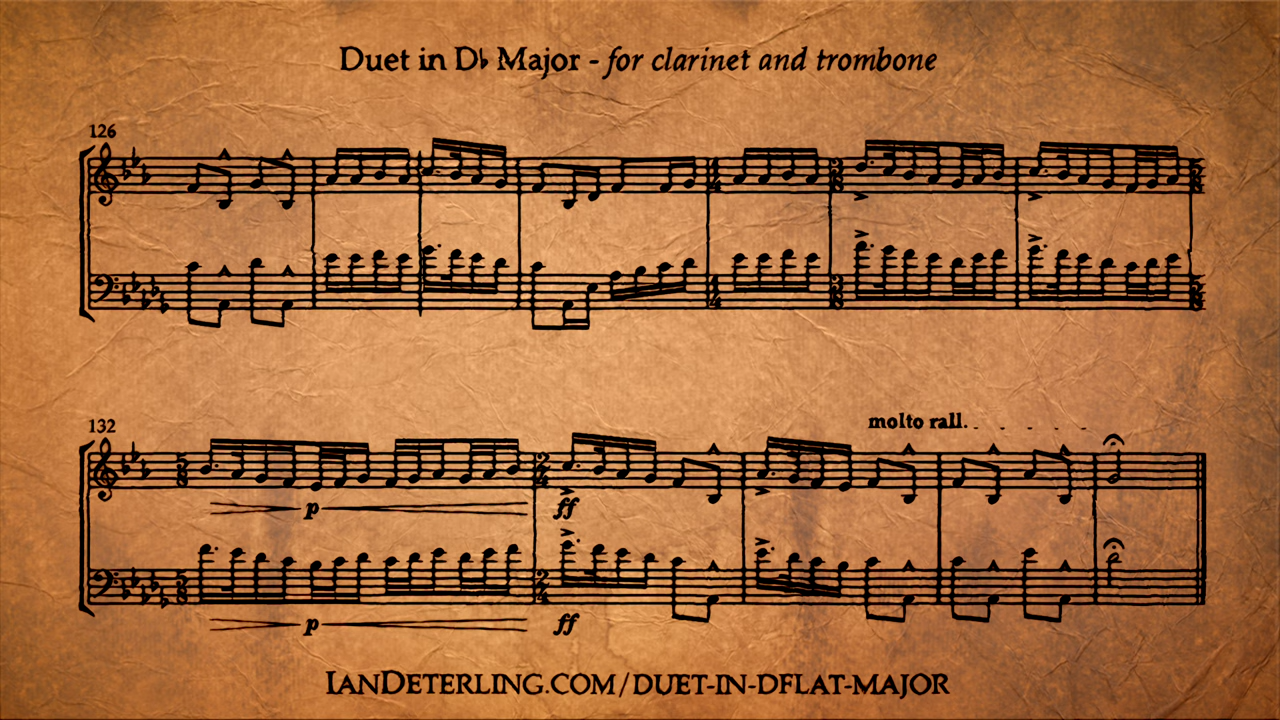 Duet in D♭ Major - for clarinet and trombone
126
132
molto rall.
p
ff
p
ff
IanDeterling.com/duet-in-dflat-major